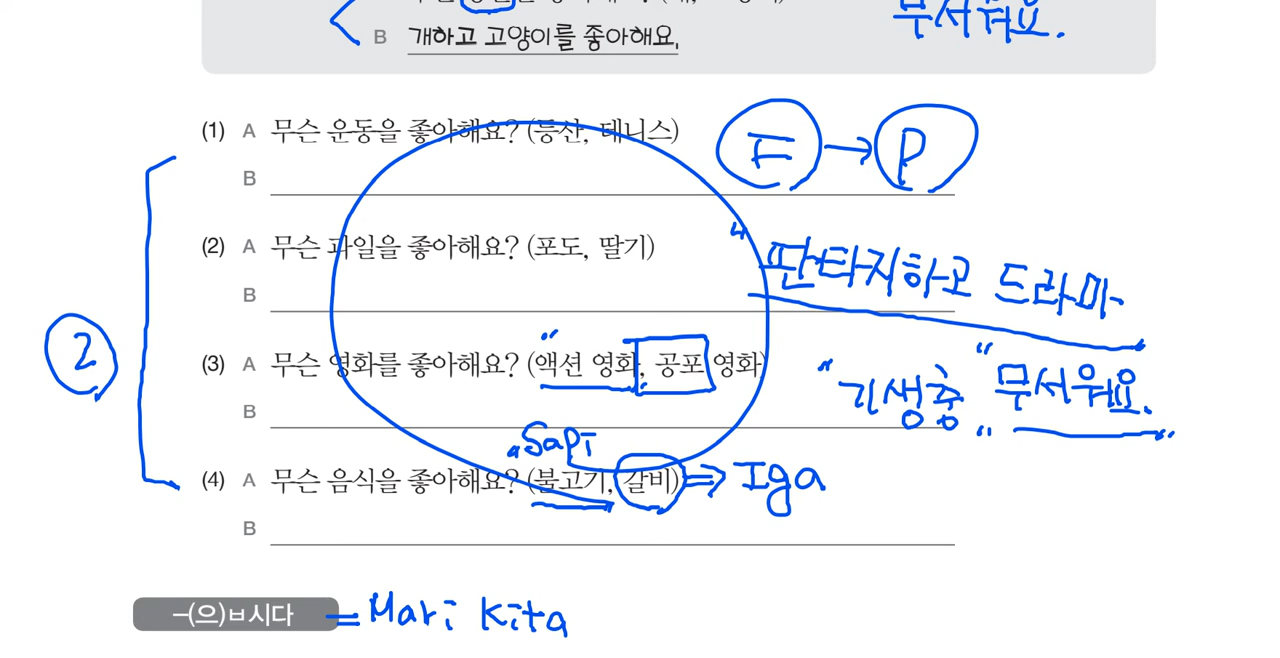 무서워요.
B 개하고 고양이를 좋아해요.
(1) A 무슨 운동을 좋아해요? (등산, 테니스)
F → P
B
(2) A 무슨 과일을 좋아해요? (포도, 딸기)
"판타지하고 드라마
B
2
(3) A 무슨 영화를 좋아해요? (액션 영화, 공포 영화)
"기생충" 무서워요.
B
Sapi
(4) A 무슨 음식을 좋아해요? (불고기, 갈비) ⇒ Iga
B
-(으)ㅂ시다 = Mari Kita